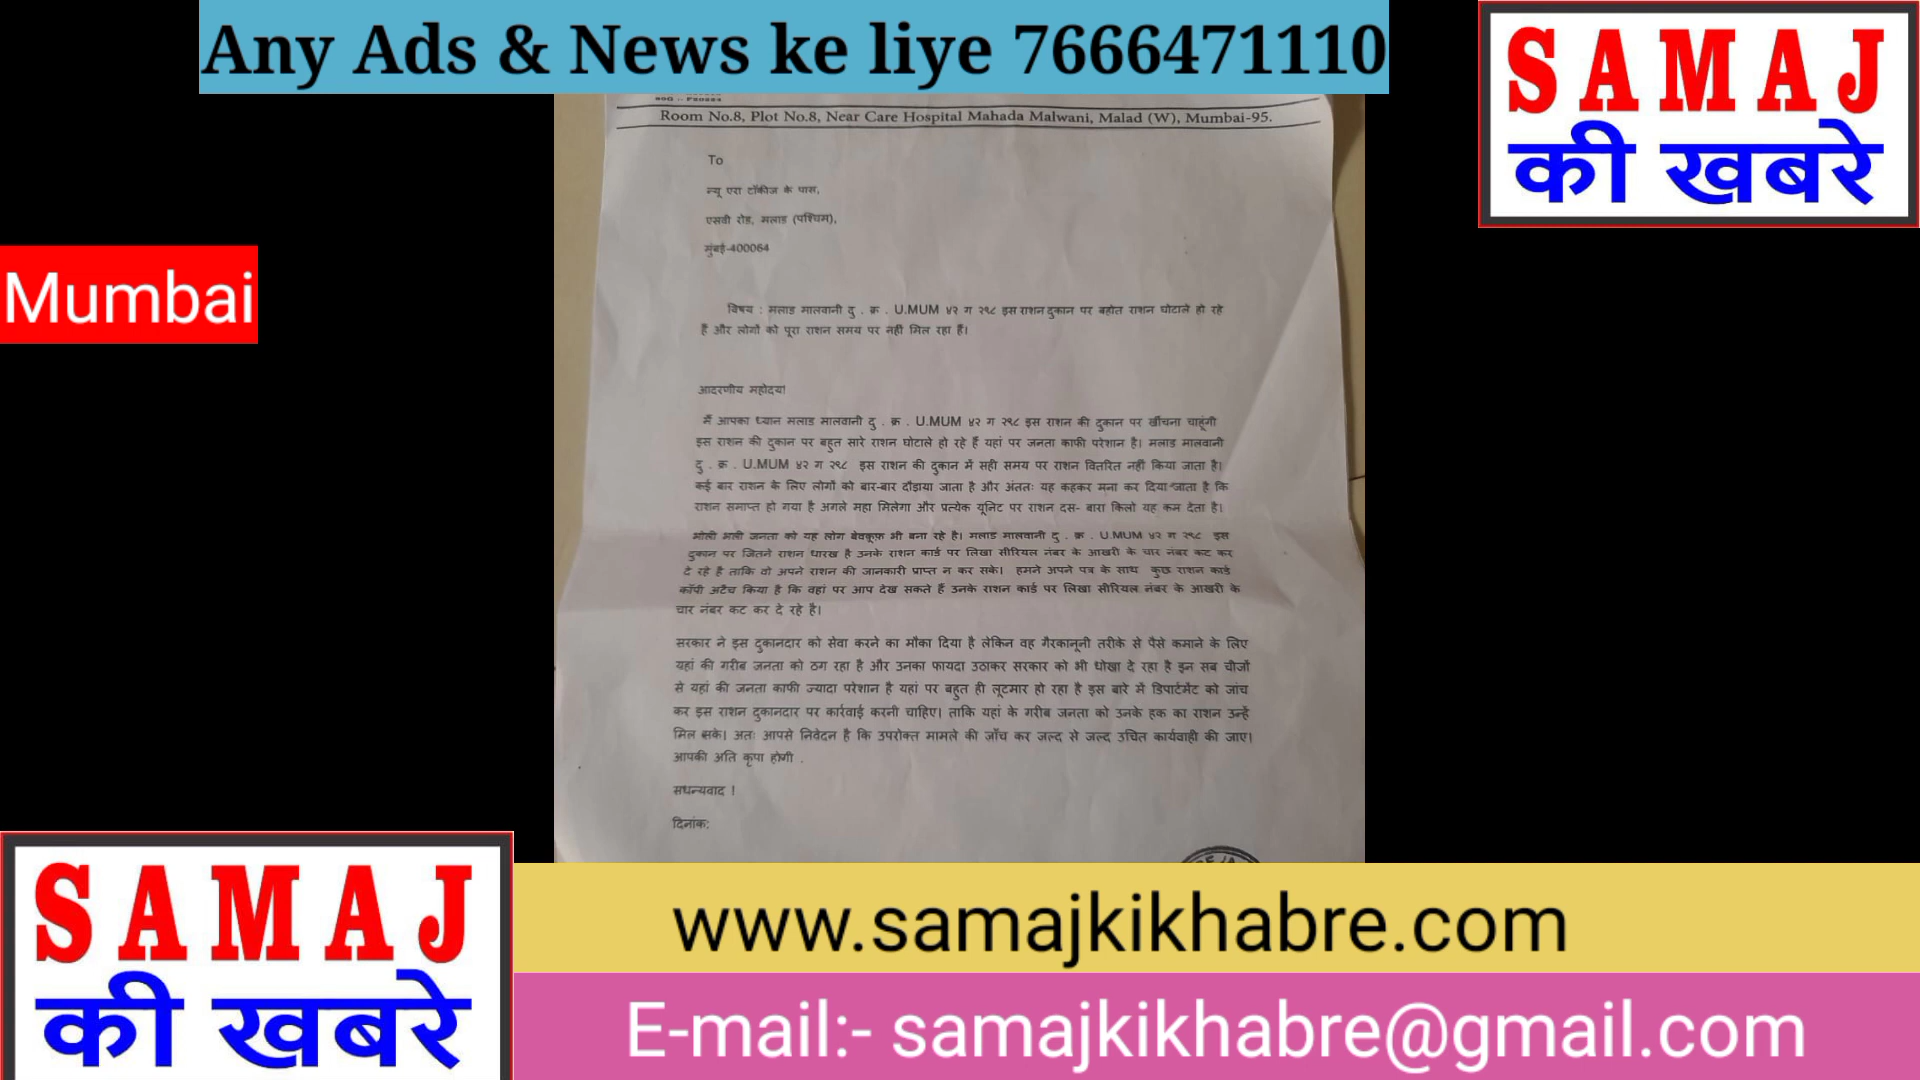 Any Ads & News ke liye 7666471110
SAMAJ
की खबरे
Room No.8, Plot No.8, Near Care Hospital Mahada Malwani, Malad (W), Mumbai-95.
To
न्यू एरा टॉकीज के पास,
एसवी रोड, मलाड (पश्चिम),
मुंबई-400064
Mumbai
विषय : मलाड मालवानी दु . क्र . U.MUM ४२ ग २९८ इस राशन दुकान पर बहोत राशन घोटाले हो रहे
हैं और लोगों को पूरा राशन समय पर नहीं मिल रहा हैं।
आदरणीय महोदया
मैं आपका ध्यान मलाड मालवानी दु . क्र . U.MUM ४२ ग २९८ इस राशन की दुकान पर खींचना चाहूंगी
इस राशन की दुकान पर बहुत सारे राशन घोटाले हो रहे हैं यहां पर जनता काफी परेशान है। मलाड मालवानी
दु . क्र . U.MUM ४२ ग २९८ इस राशन की दुकान में सही समय पर राशन वितरित नहीं किया जाता है।
कई बार राशन के लिए लोगों को बार-बार दौड़ाया जाता है और अंततः यह कहकर मना कर दिया जाता है कि
राशन समाप्त हो गया है अगले महा मिलेगा और प्रत्येक यूनिट पर राशन दस- बारा किलो यह कम देता है।
भोली भली जनता को यह लोग बेवकूफ़ भी बना रहे है। मलाड मालवानी दु . क्र . U.MUM ४२ ग २९८ इस
दुकान पर जितने राशन धारख है उनके राशन कार्ड पर लिखा सीरियल नंबर के आखरी के चार नंबर कट कर
दे रहे है ताकि वो अपने राशन की जानकारी प्राप्त न कर सके। हमने अपने पत्र के साथ कुछ राशन कार्ड
कॉपी अटैच किया है कि वहां पर आप देख सकते हैं उनके राशन कार्ड पर लिखा सीरियल नंबर के आखरी के
चार नंबर कट कर दे रहे है।
सरकार ने इस दुकानदार को सेवा करने का मौका दिया है लेकिन वह गैरकानूनी तरीके से पैसे कमाने के लिए
यहां की गरीब जनता को ठग रहा है और उनका फायदा उठाकर सरकार को भी धोखा दे रहा है इन सब चीजों
से यहां की जनता काफी ज्यादा परेशान है यहां पर बहुत ही लूटमार हो रहा है इस बारे में डिपार्टमेंट को जांच
कर इस राशन दुकानदार पर कार्रवाई करनी चाहिए। ताकि यहां के गरीब जनता को उनके हक का राशन उन्हें
मिल सके। अतः आपसे निवेदन है कि उपरोक्त मामले की जाँच कर जल्द से जल्द उचित कार्यवाही की जाए।
आपकी अति कृपा होगी .
सधन्यवाद !
दिनांक:
SAMAJ
की खबरे
www.samajkikhabre.com
E-mail:- samajkikhabre@gmail.com